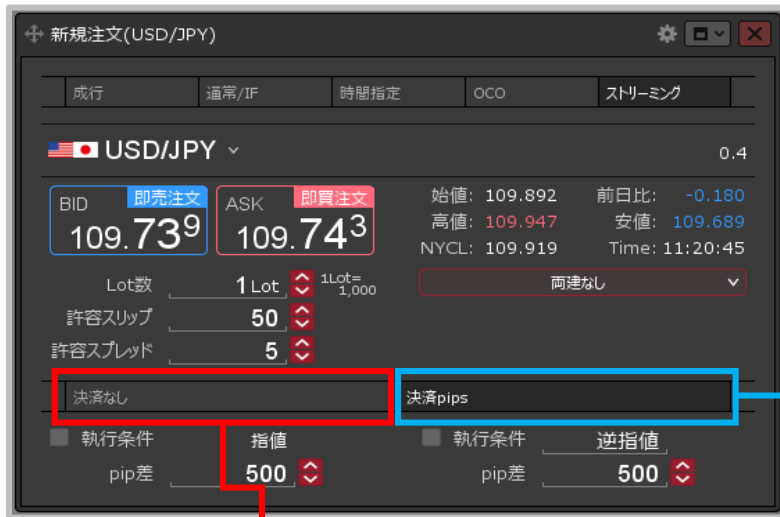 新規注文(USD/JPY)
成行 通常/IF 時間指定 OCO ストリーミング
USD/JPY 0.4
BID 即売注文 ASK 即買注文 始値: 109.892 前日比: -0.180
109.739 109.743 高値: 109.947 安値: 109.689
NYCL: 109.919 Time: 11:20:45
Lot数 1 Lot 1Lot= 1,000 両建なし
許容スリップ 50
許容スプレッド 5
決済なし 決済pips
執行条件 指値 執行条件 逆指値
pip差 500 pip差 500